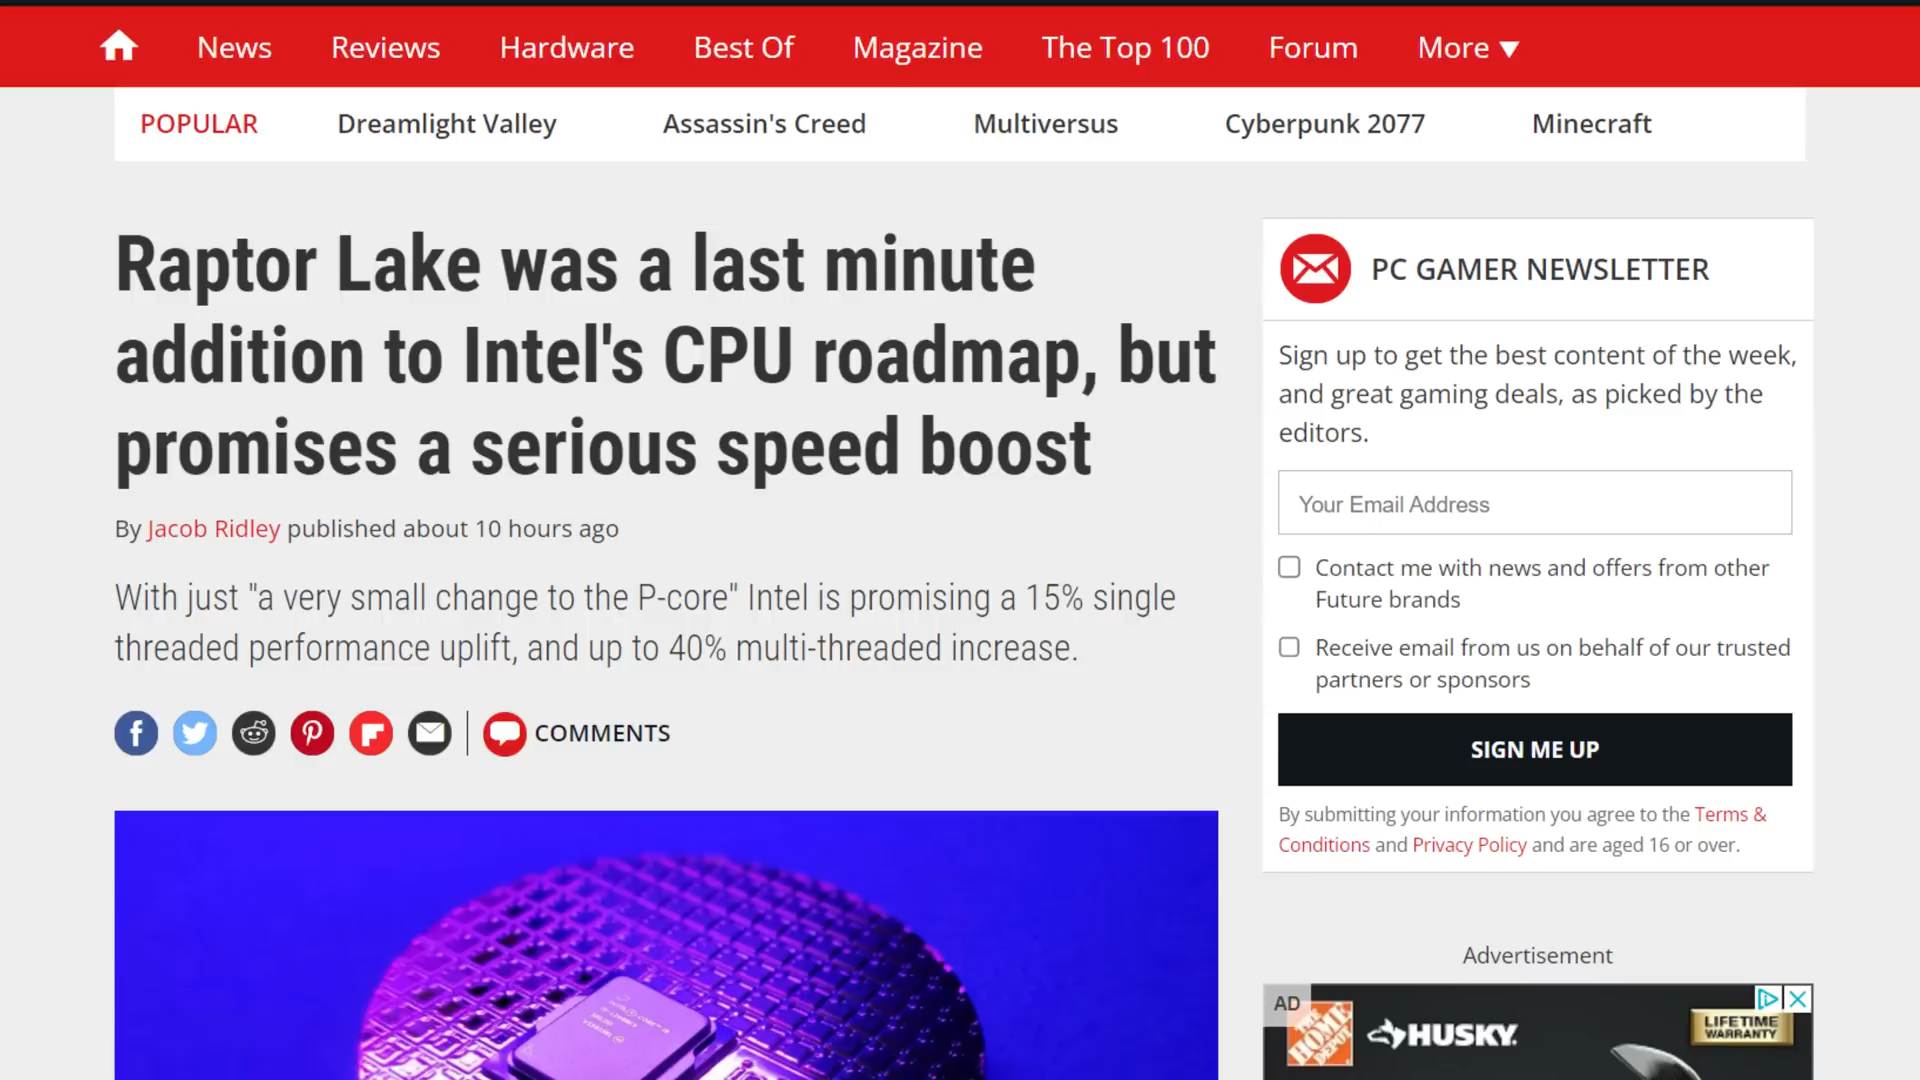 News Reviews Hardware Best Of Magazine The Top 100 Forum More
POPULAR Dreamlight Valley Assassin's Creed Multiversus Cyberpunk 2077 Minecraft
Raptor Lake was a last minute
addition to Intel's CPU roadmap, but
promises a serious speed boost
By Jacob Ridley published about 10 hours ago
With just "a very small change to the P-core" Intel is promising a 15% single
threaded performance uplift, and up to 40% multi-threaded increase.
COMMENTS
PC GAMER NEWSLETTER
Sign up to get the best content of the week,
and great gaming deals, as picked by the
editors.
Your Email Address
Contact me with news and offers from other
Future brands
Receive email from us on behalf of our trusted
partners or sponsors
SIGN ME UP
By submitting your information you agree to the Terms &
Conditions and Privacy Policy and are aged 16 or over.
Advertisement
AD
THE HOME DEPOT
HUSKY
LIFETIME
WARRANTY